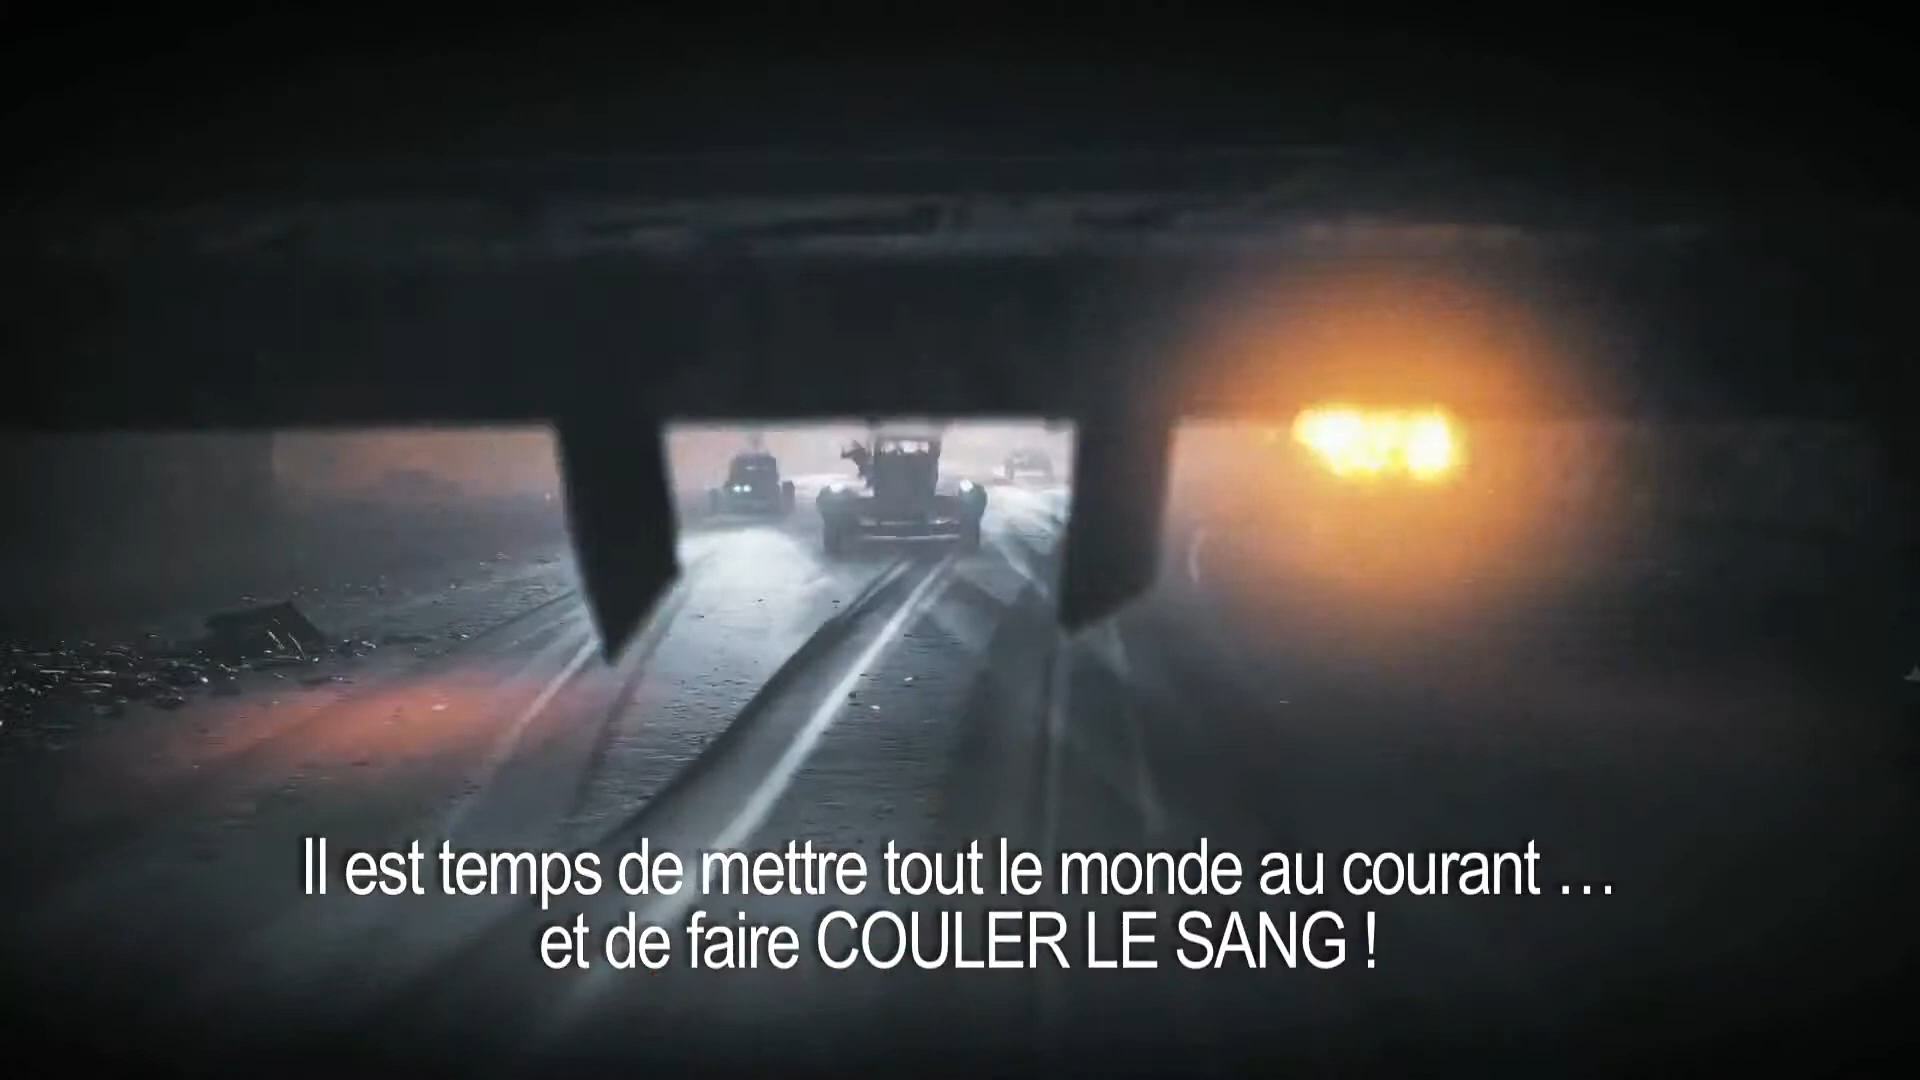 Il est temps de mettre tout le monde au courant …
et de faire COULER LE SANG !